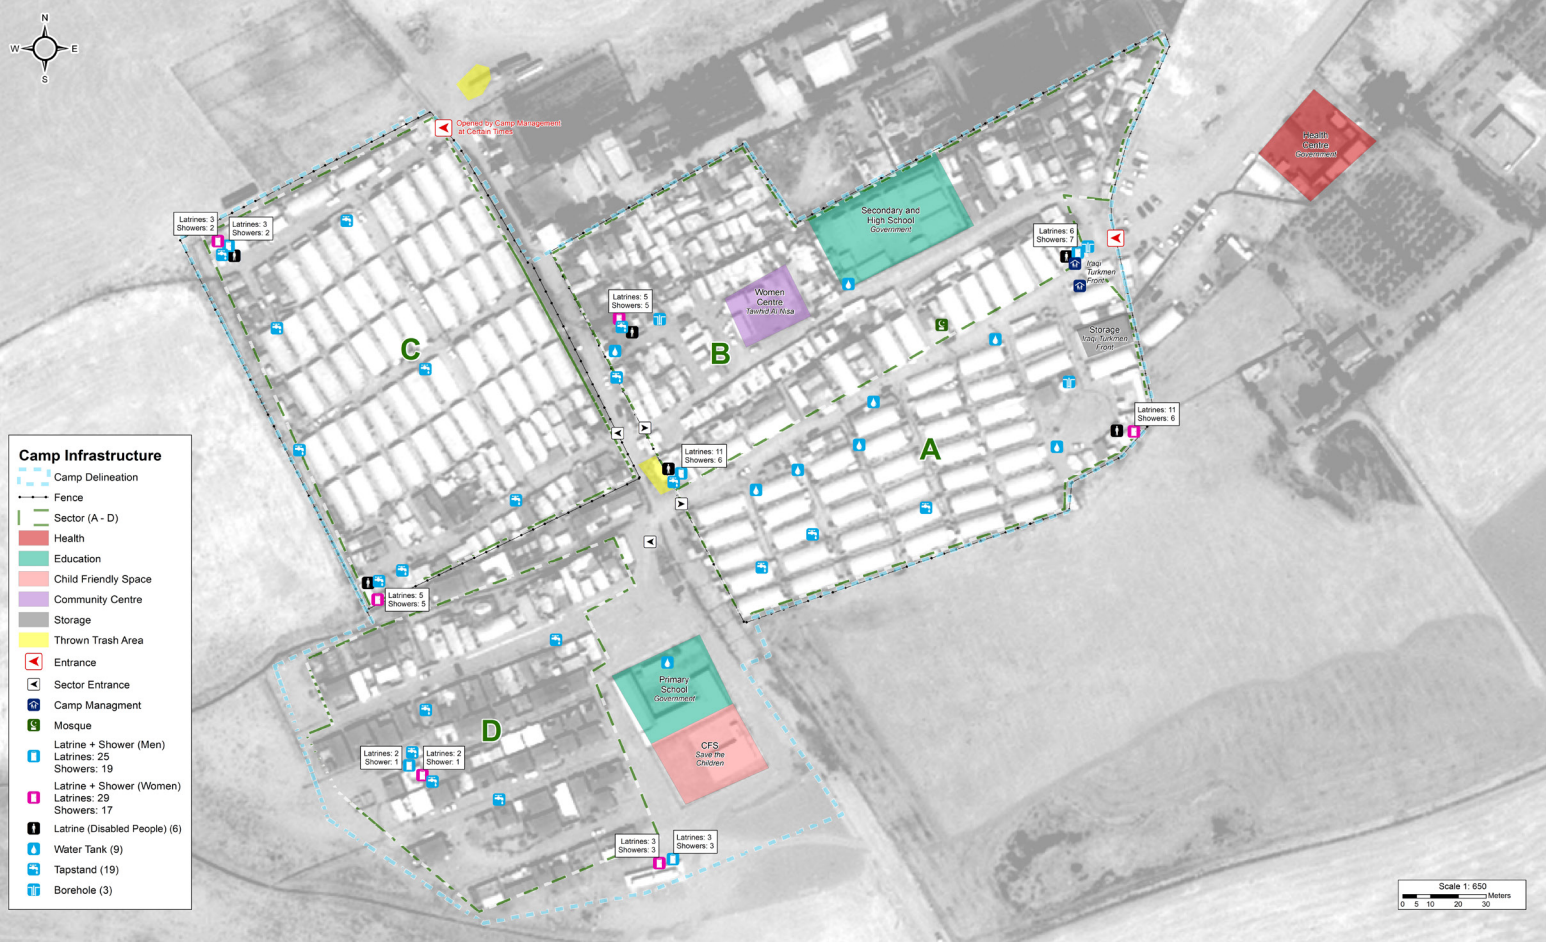 N
W E
S
Opened by Camp Management
at Certain Times
Health
Centre
Government
Secondary and
High School
Government
Latrines: 3
Showers: 2
Latrines: 3
Showers: 2
Latrines: 6
Showers: 7
Iraqi
Turkmen
Front
Women
Centre
Tawhid Al Nisa
Latrines: 5
Showers: 5
Storage
Iraqi Turkmen
Front
C
B
A
Latrines: 11
Showers: 6
Latrines: 11
Showers: 6
Latrines: 5
Showers: 5
Primary
School
Government
D
CFS
Save the
Children
Latrines: 2
Shower: 1
Latrines: 2
Shower: 1
Latrines: 3
Showers: 3
Latrines: 3
Showers: 3
Camp Infrastructure
Camp Delineation
Fence
Sector (A - D)
Health
Education
Child Friendly Space
Community Centre
Storage
Thrown Trash Area
Entrance
Sector Entrance
Camp Managment
Mosque
Latrine + Shower (Men)
Latrines: 25
Showers: 19
Latrine + Shower (Women)
Latrines: 29
Showers: 17
Latrine (Disabled People) (6)
Water Tank (9)
Tapstand (19)
Borehole (3)
Scale 1: 650
Meters
0 5 10 20 30